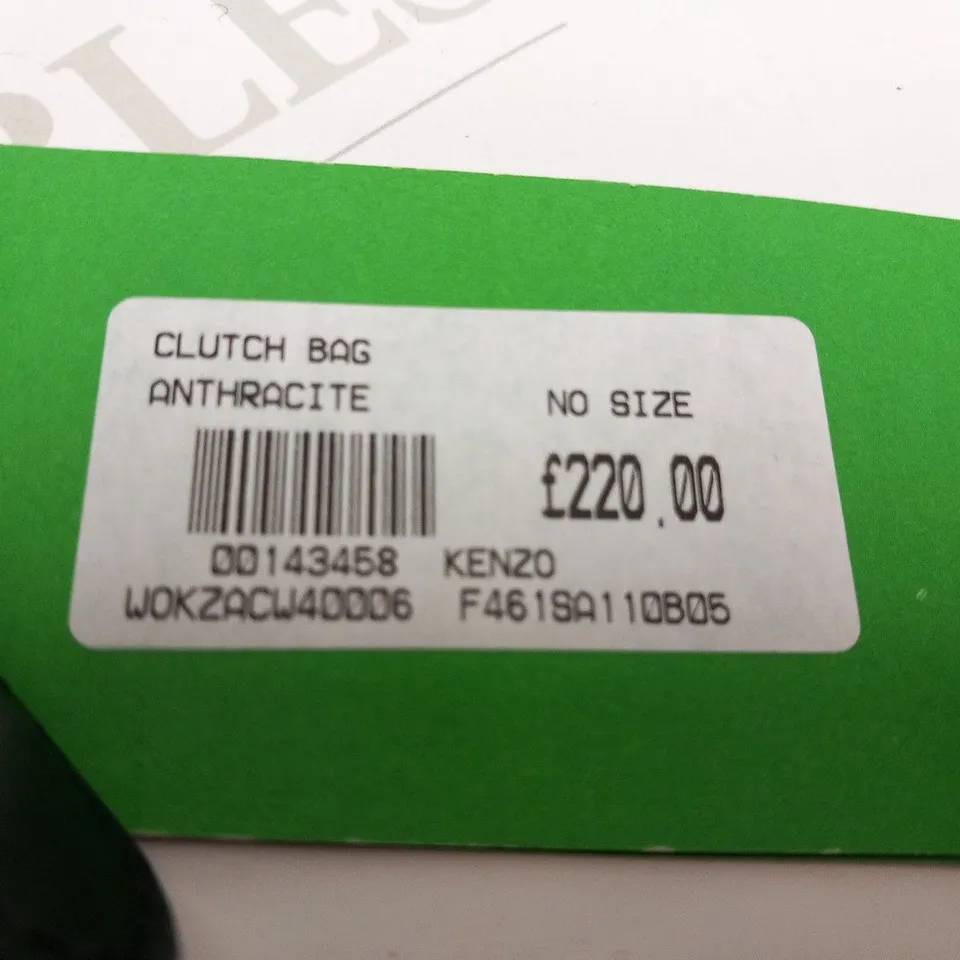 CLUTCH BAG
ANTHRACITE NO SIZE
£220.00
00143458 KENZO
WOKZACW40006 F461SA110B05